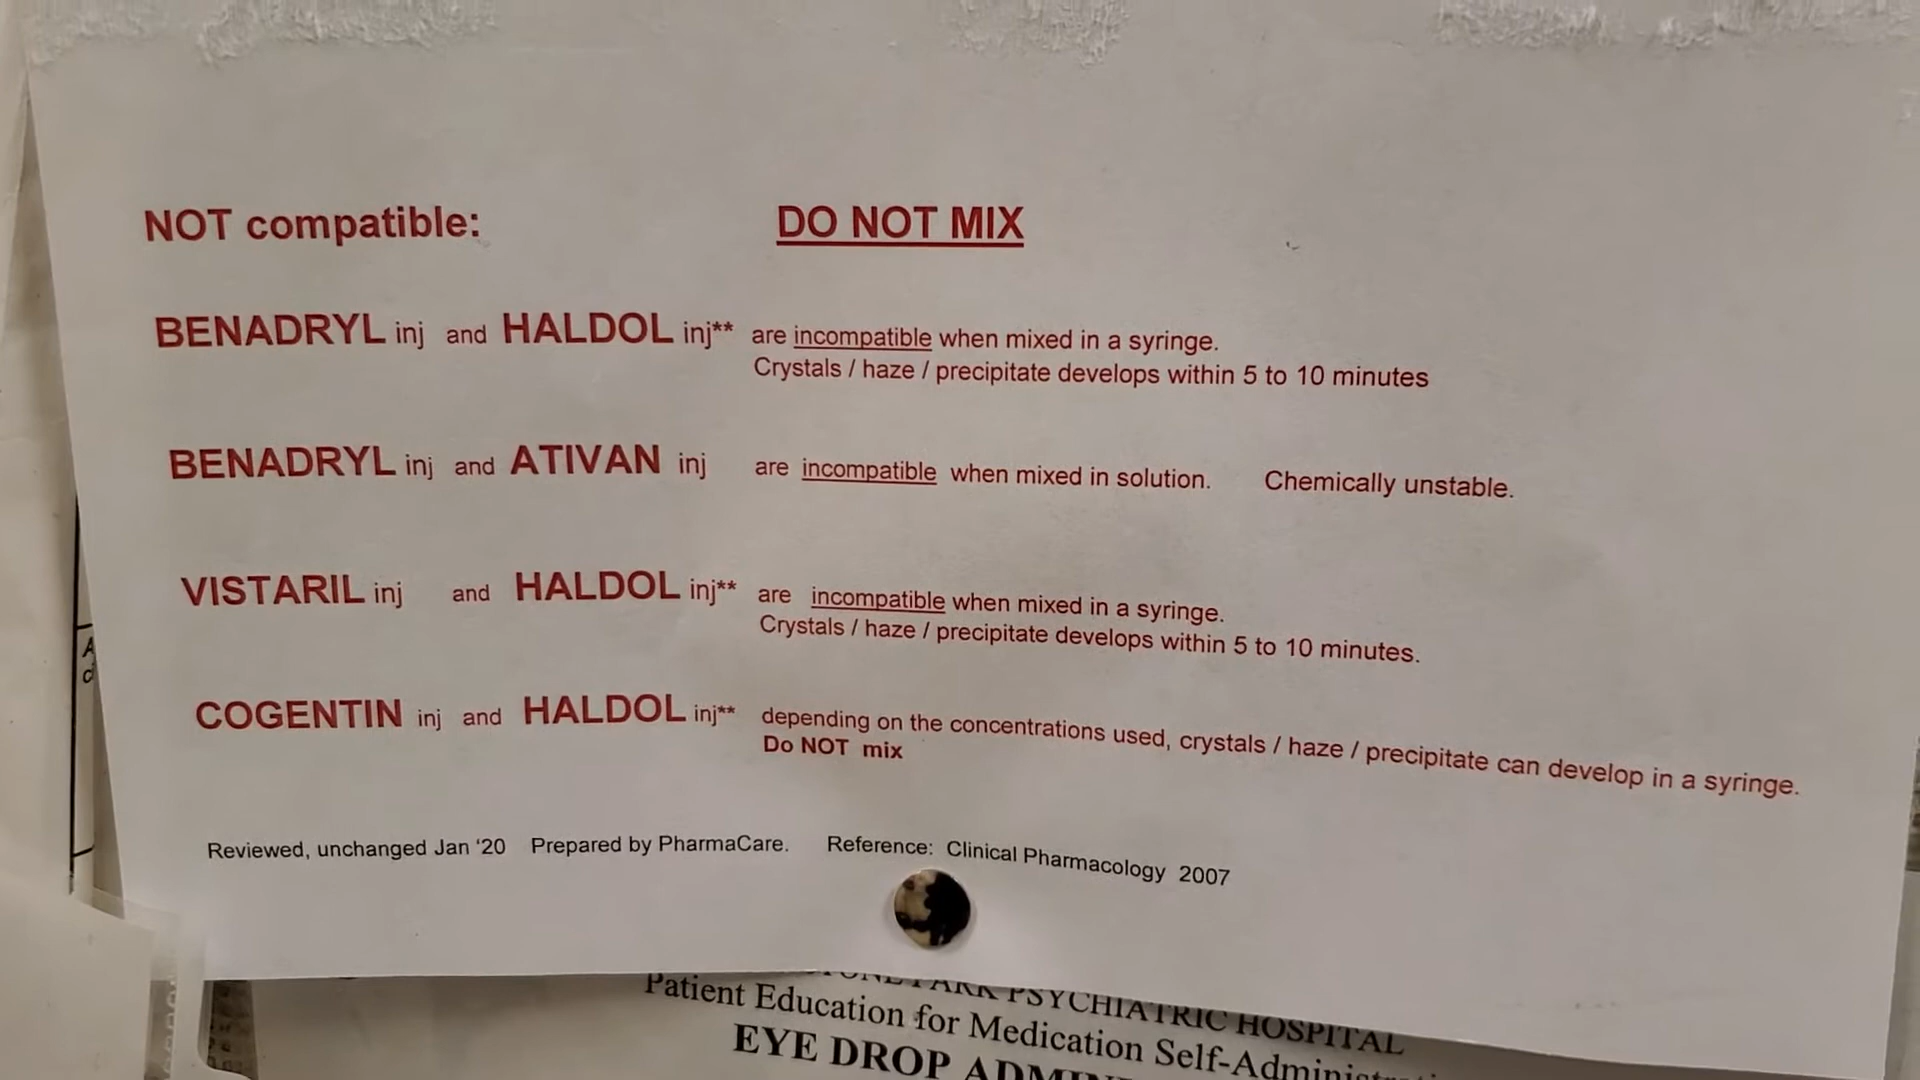 NOT compatible: DO NOT MIX
BENADRYL inj and HALDOL inj** are incompatible when mixed in a syringe.
Crystals / haze / precipitate develops within 5 to 10 minutes
BENADRYL inj and ATIVAN inj are incompatible when mixed in solution. Chemically unstable.
VISTARIL inj and HALDOL inj** are incompatible when mixed in a syringe.
Crystals / haze / precipitate develops within 5 to 10 minutes.
COGENTIN inj and HALDOL inj** depending on the concentrations used, crystals / haze / precipitate can develop in a syringe.
Do NOT mix
Reviewed, unchanged Jan '20 Prepared by PharmaCare. Reference: Clinical Pharmacology 2007
PARK PSYCHIATRIC HOSPITAL
Patient Education for Medication
EYE DROP